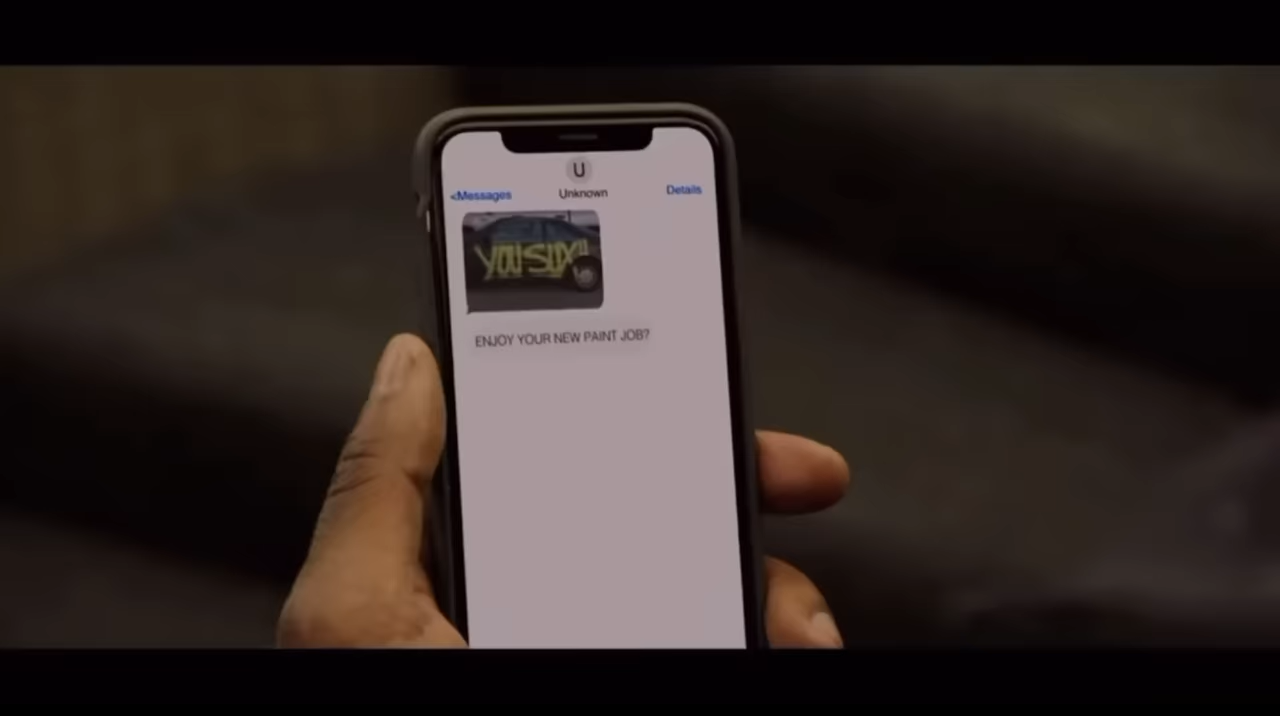 U
Unknown
<Messages
Details
YOU SUX!!
ENJOY YOUR NEW PAINT JOB?